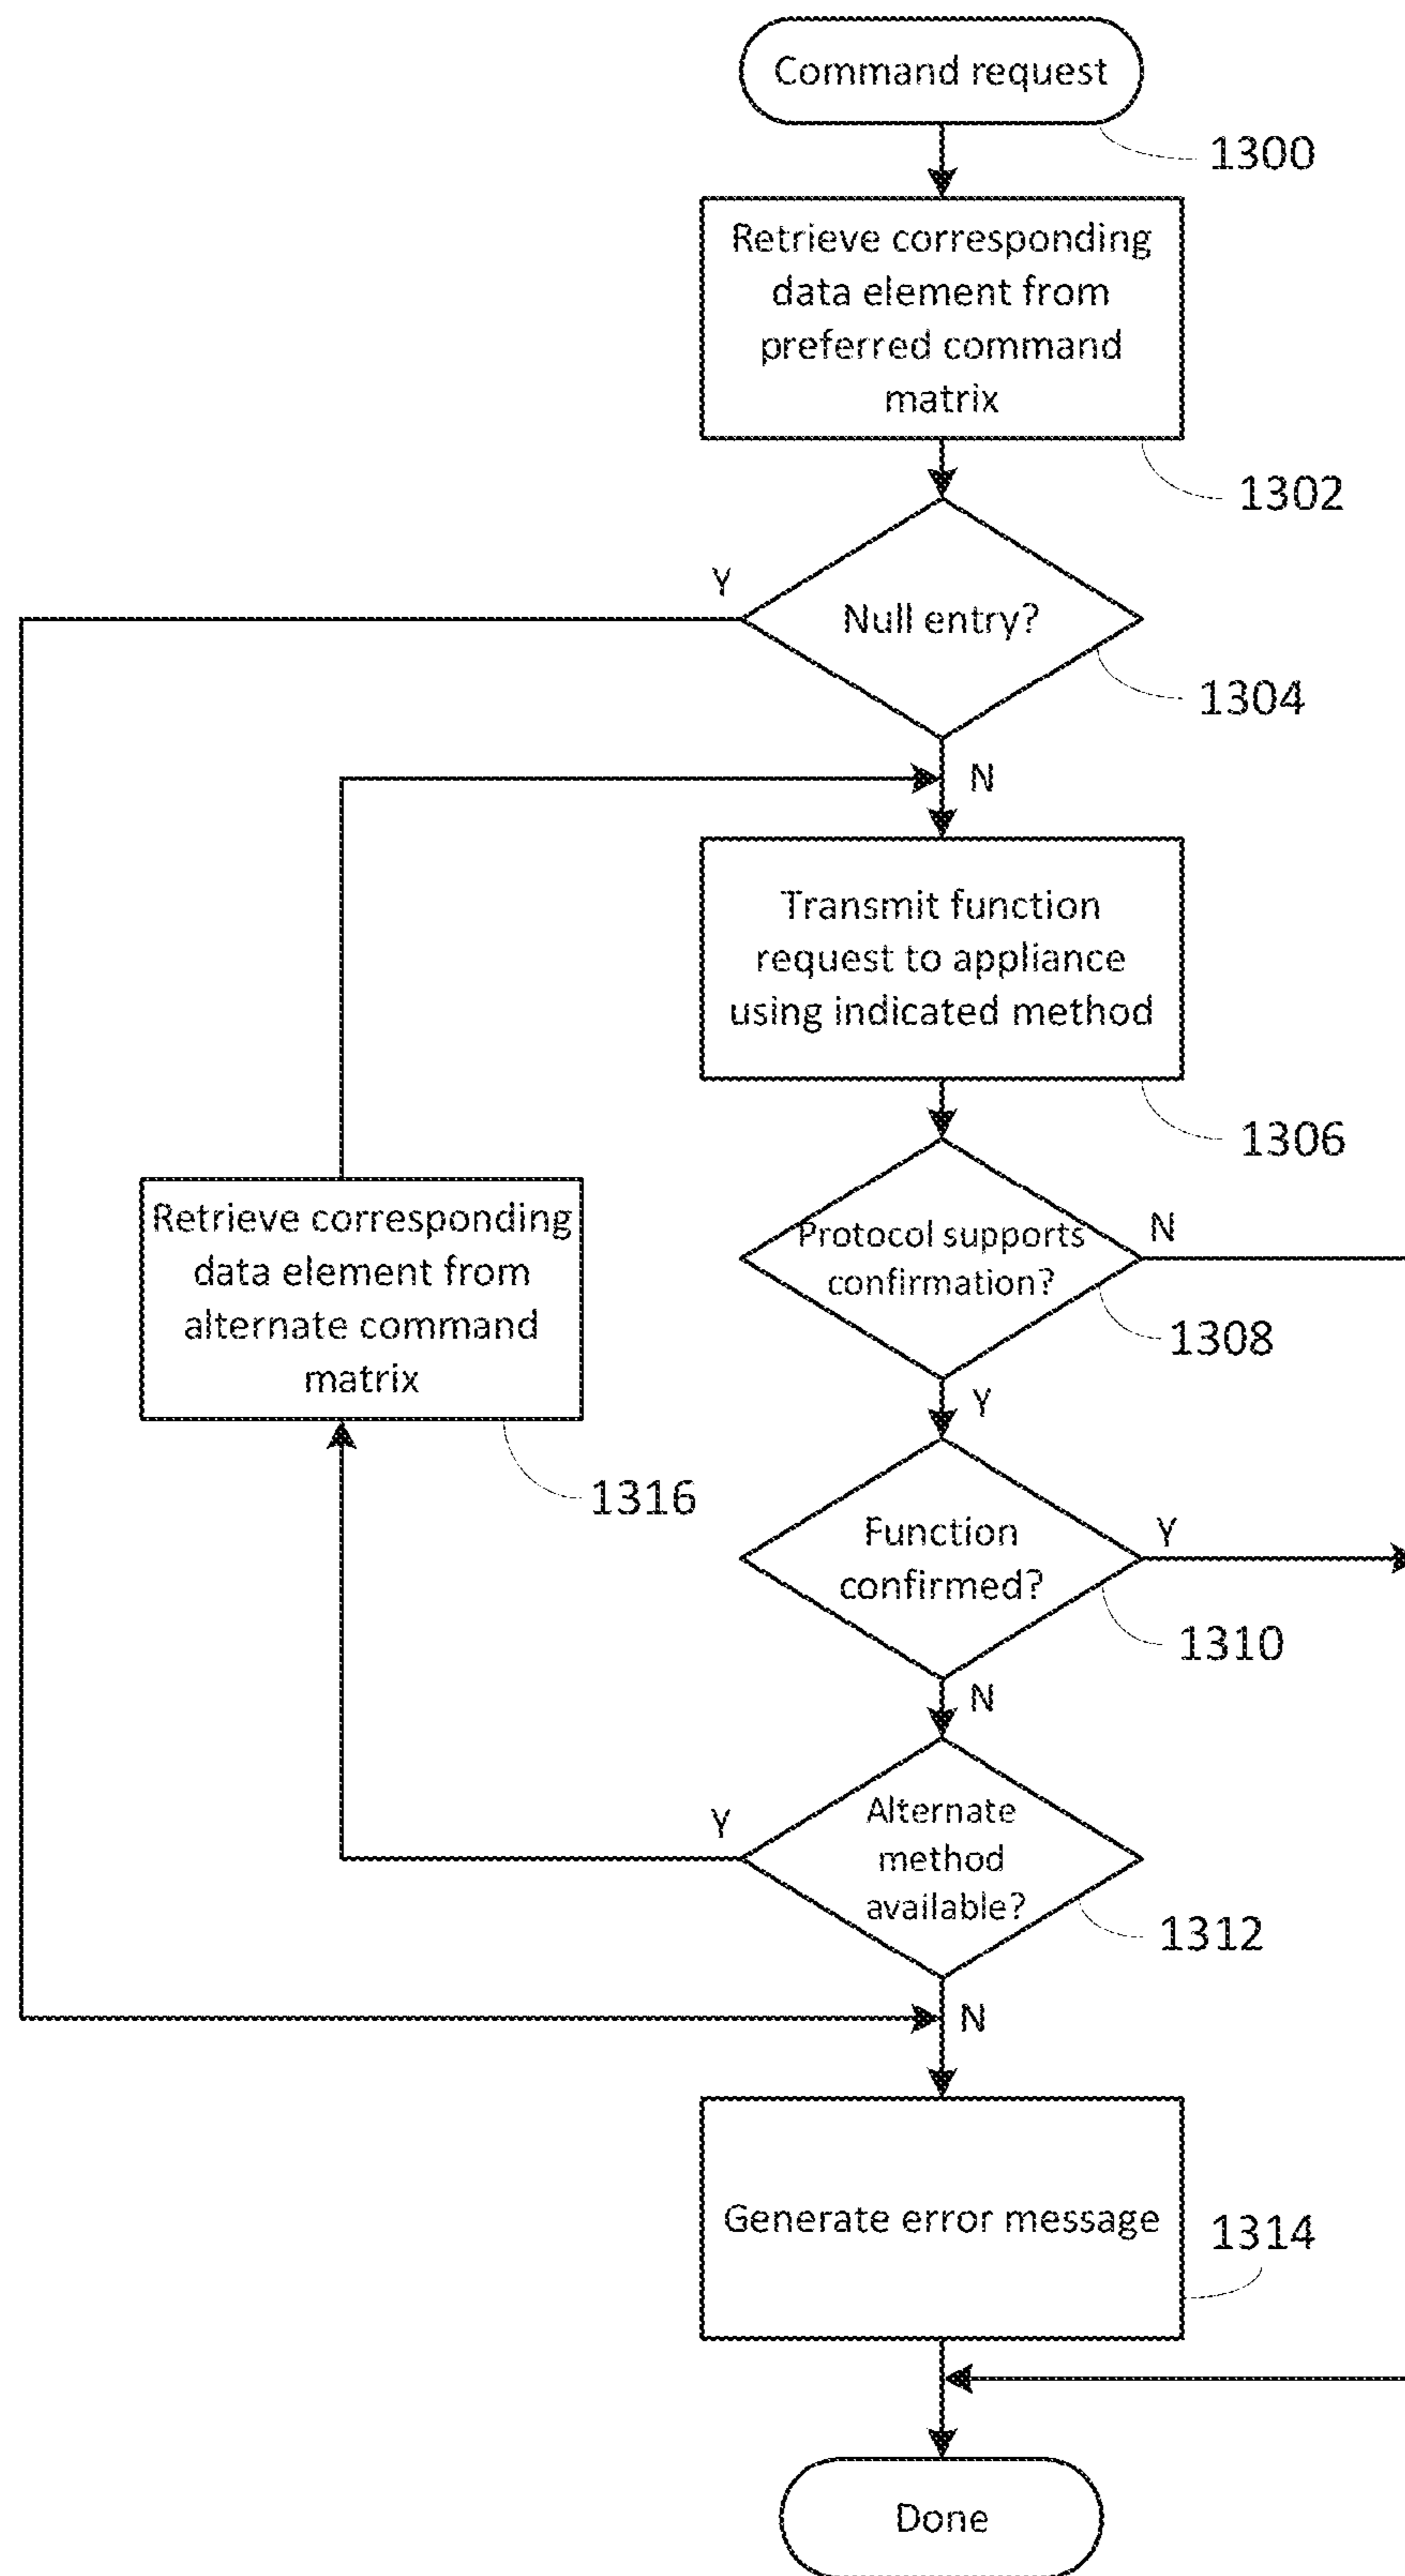 Command request
1300
Retrieve corresponding
data element from
preferred command
matrix
1302
Y
Null entry?
1304
N
Transmit function
request to appliance
using indicated method
1306
Retrieve corresponding
data element from
alternate command
matrix
1316
Protocol supports
confirmation?
N
1308
Y
Function
confirmed?
Y
1310
N
Y
Alternate
method
available?
1312
N
Generate error message
1314
Done